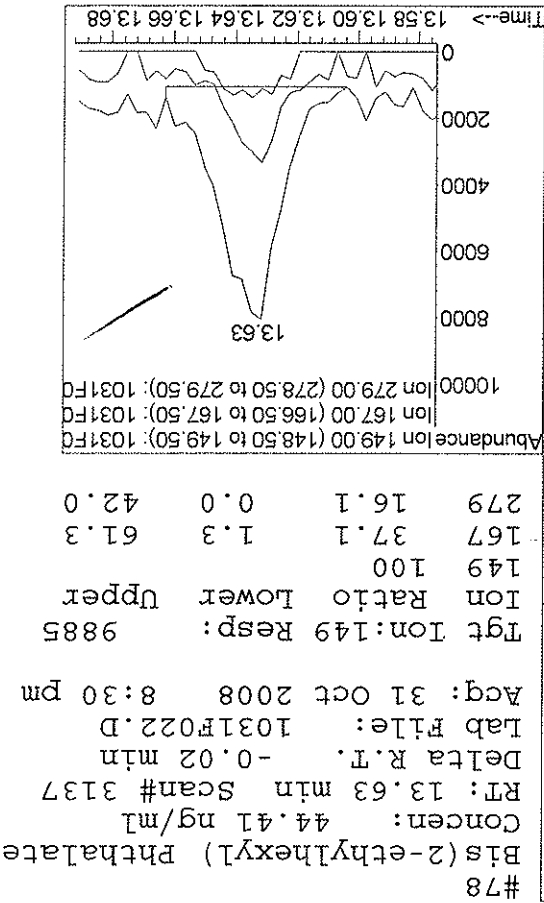 #78
Bis(2-ethylhexyl) Phthalate
Concen: 44.41 ng/ml
RT: 13.63 min Scan# 3137
Delta R.T. -0.02 min
Lab File: 1031F022.D
Acq: 31 Oct 2008 8:30 pm
Tgt Ion:149 Resp: 9885
Ion Ratio Lower Upper
149 100
167 37.1 1.3 61.3
279 16.1 0.0 42.0
Abundance Ion 149.00 (148.50 to 149.50): 1031F0
Ion 167.00 (166.50 to 167.50): 1031F0
Ion 279.00 (278.50 to 279.50): 1031F0
10000
13.63
8000
6000
4000
2000
0
Time--> 13.58 13.60 13.62 13.64 13.66 13.68